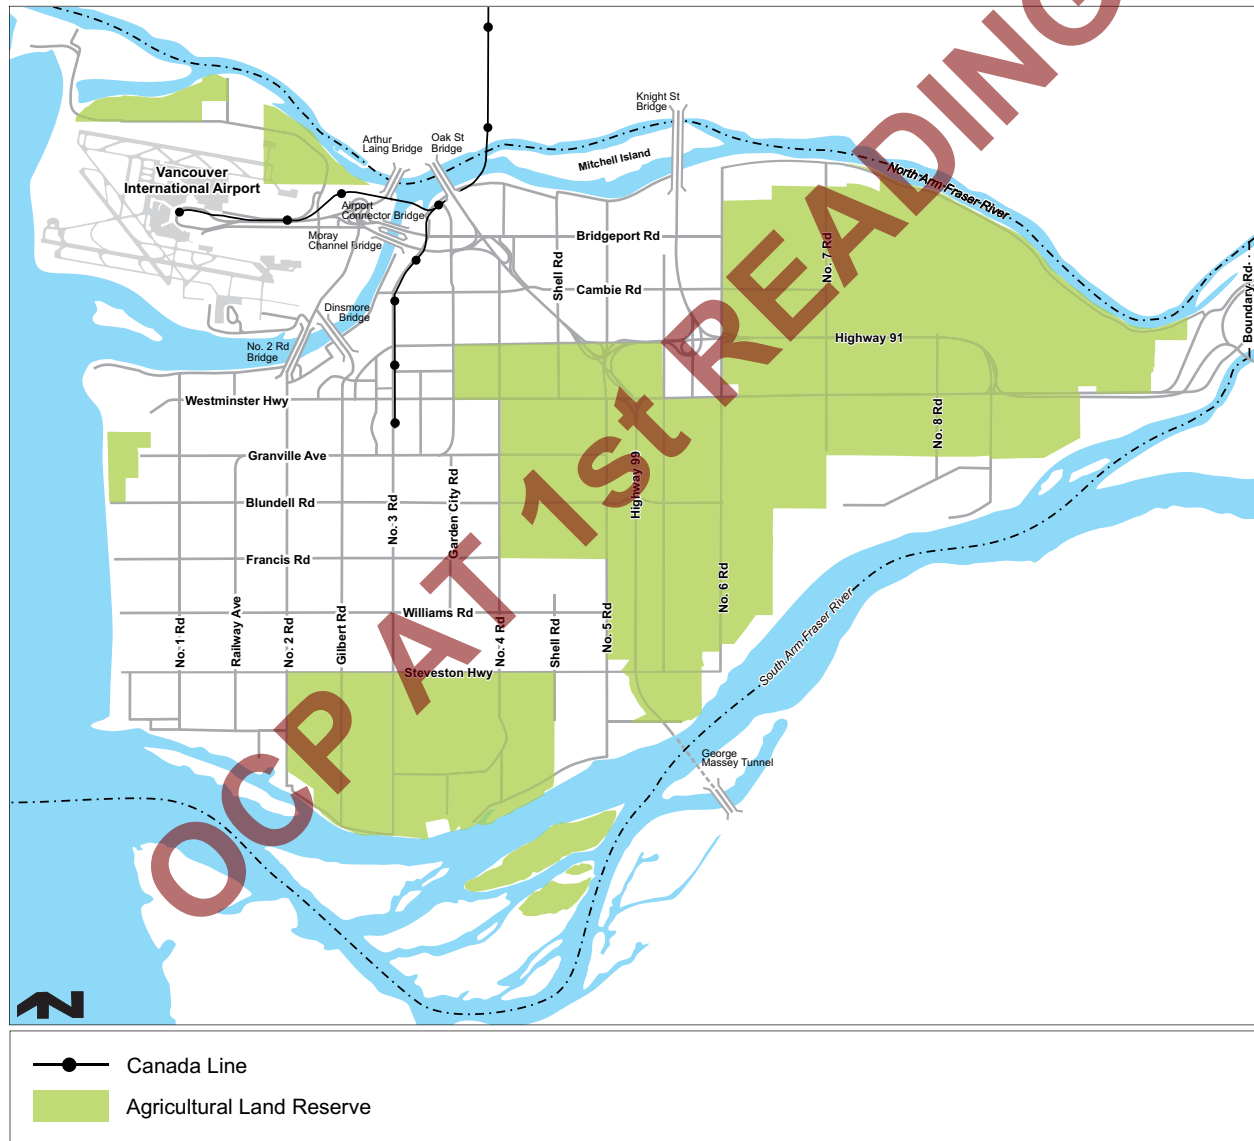 Knight St
Bridge
Arthur
Laing Bridge
Oak St
Bridge
Mitchell Island
Vancouver
International Airport
North Arm Fraser River
Airport
Connector Bridge
Moray
Channel Bridge
Bridgeport Rd
No. 7 Rd
Shell Rd
Cambie Rd
Boundary Rd.
Dinsmore
Bridge
No. 2 Rd
Bridge
Highway 91
Westminster Hwy
No. 8 Rd
Granville Ave
Highway 99
Blundell Rd
No. 3 Rd
Garden City Rd
Francis Rd
No. 6 Rd
Williams Rd
No. 1 Rd
Railway Ave
No. 2 Rd
Gilbert Rd
No. 4 Rd
Shell Rd
No. 5 Rd
South Arm Fraser River
Steveston Hwy
George
Massey Tunnel
OCP AT 1st READING
N
Canada Line
Agricultural Land Reserve